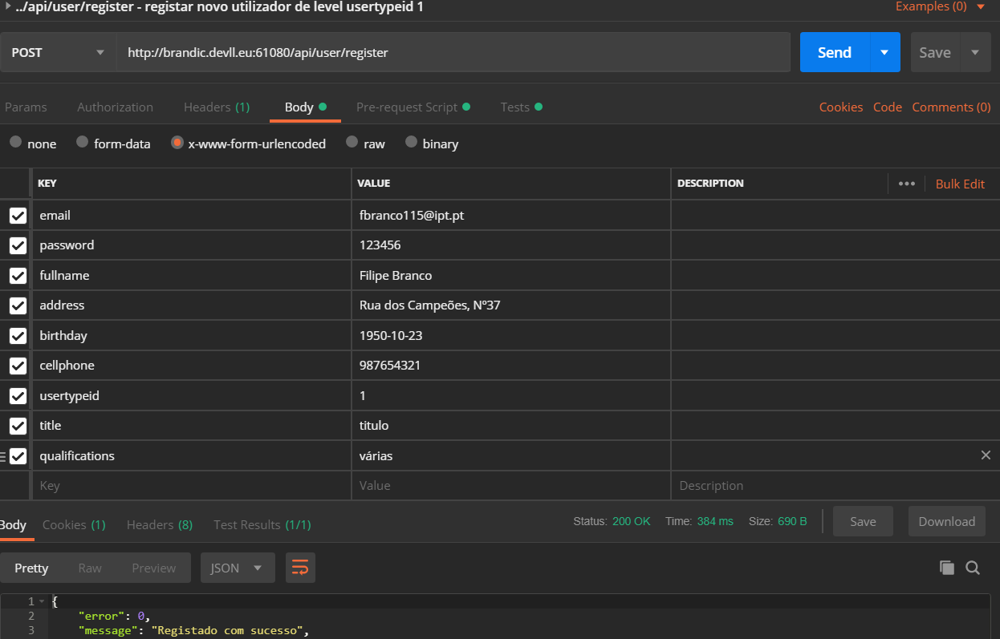 ../api/user/register - registar novo utilizador de level usertypeid 1 Examples (0)
POST http://brandic.devll.eu:61080/api/user/register Send Save
Params Authorization Headers (1) Body Pre-request Script Tests Cookies Code Comments (0)
none form-data x-www-form-urlencoded raw binary
KEY VALUE DESCRIPTION ••• Bulk Edit
email fbranco115@ipt.pt
password 123456
fullname Filipe Branco
address Rua dos Campeões, Nº37
birthday 1950-10-23
cellphone 987654321
usertypeid 1
title titulo
qualifications várias
Key Value Description
Body Cookies (1) Headers (8) Test Results (1/1) Status: 200 OK Time: 384 ms Size: 690 B Save Download
Pretty Raw Preview JSON
1 {
2 "error": 0,
3 "message": "Registado com sucesso",